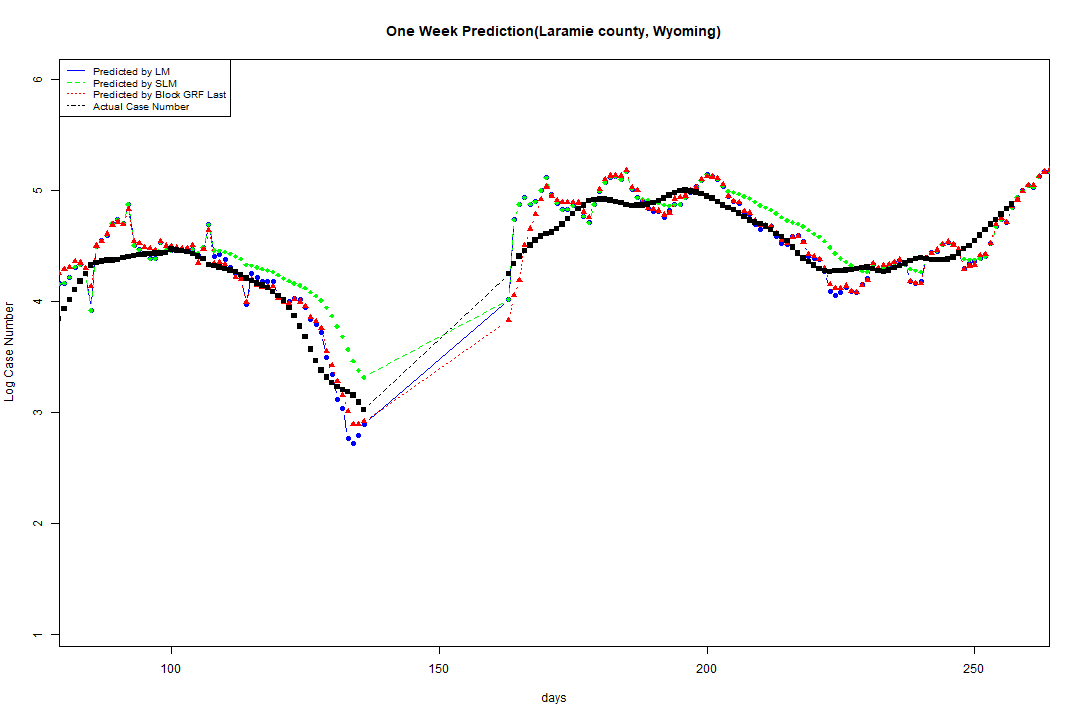 One Week Prediction(Laramie county, Wyoming)
Predicted by LM
Predicted by SLM
Predicted by Block GRF Last
Actual Case Number
6
5
4
3
2
1
Log Case Number
100
150
200
250
days